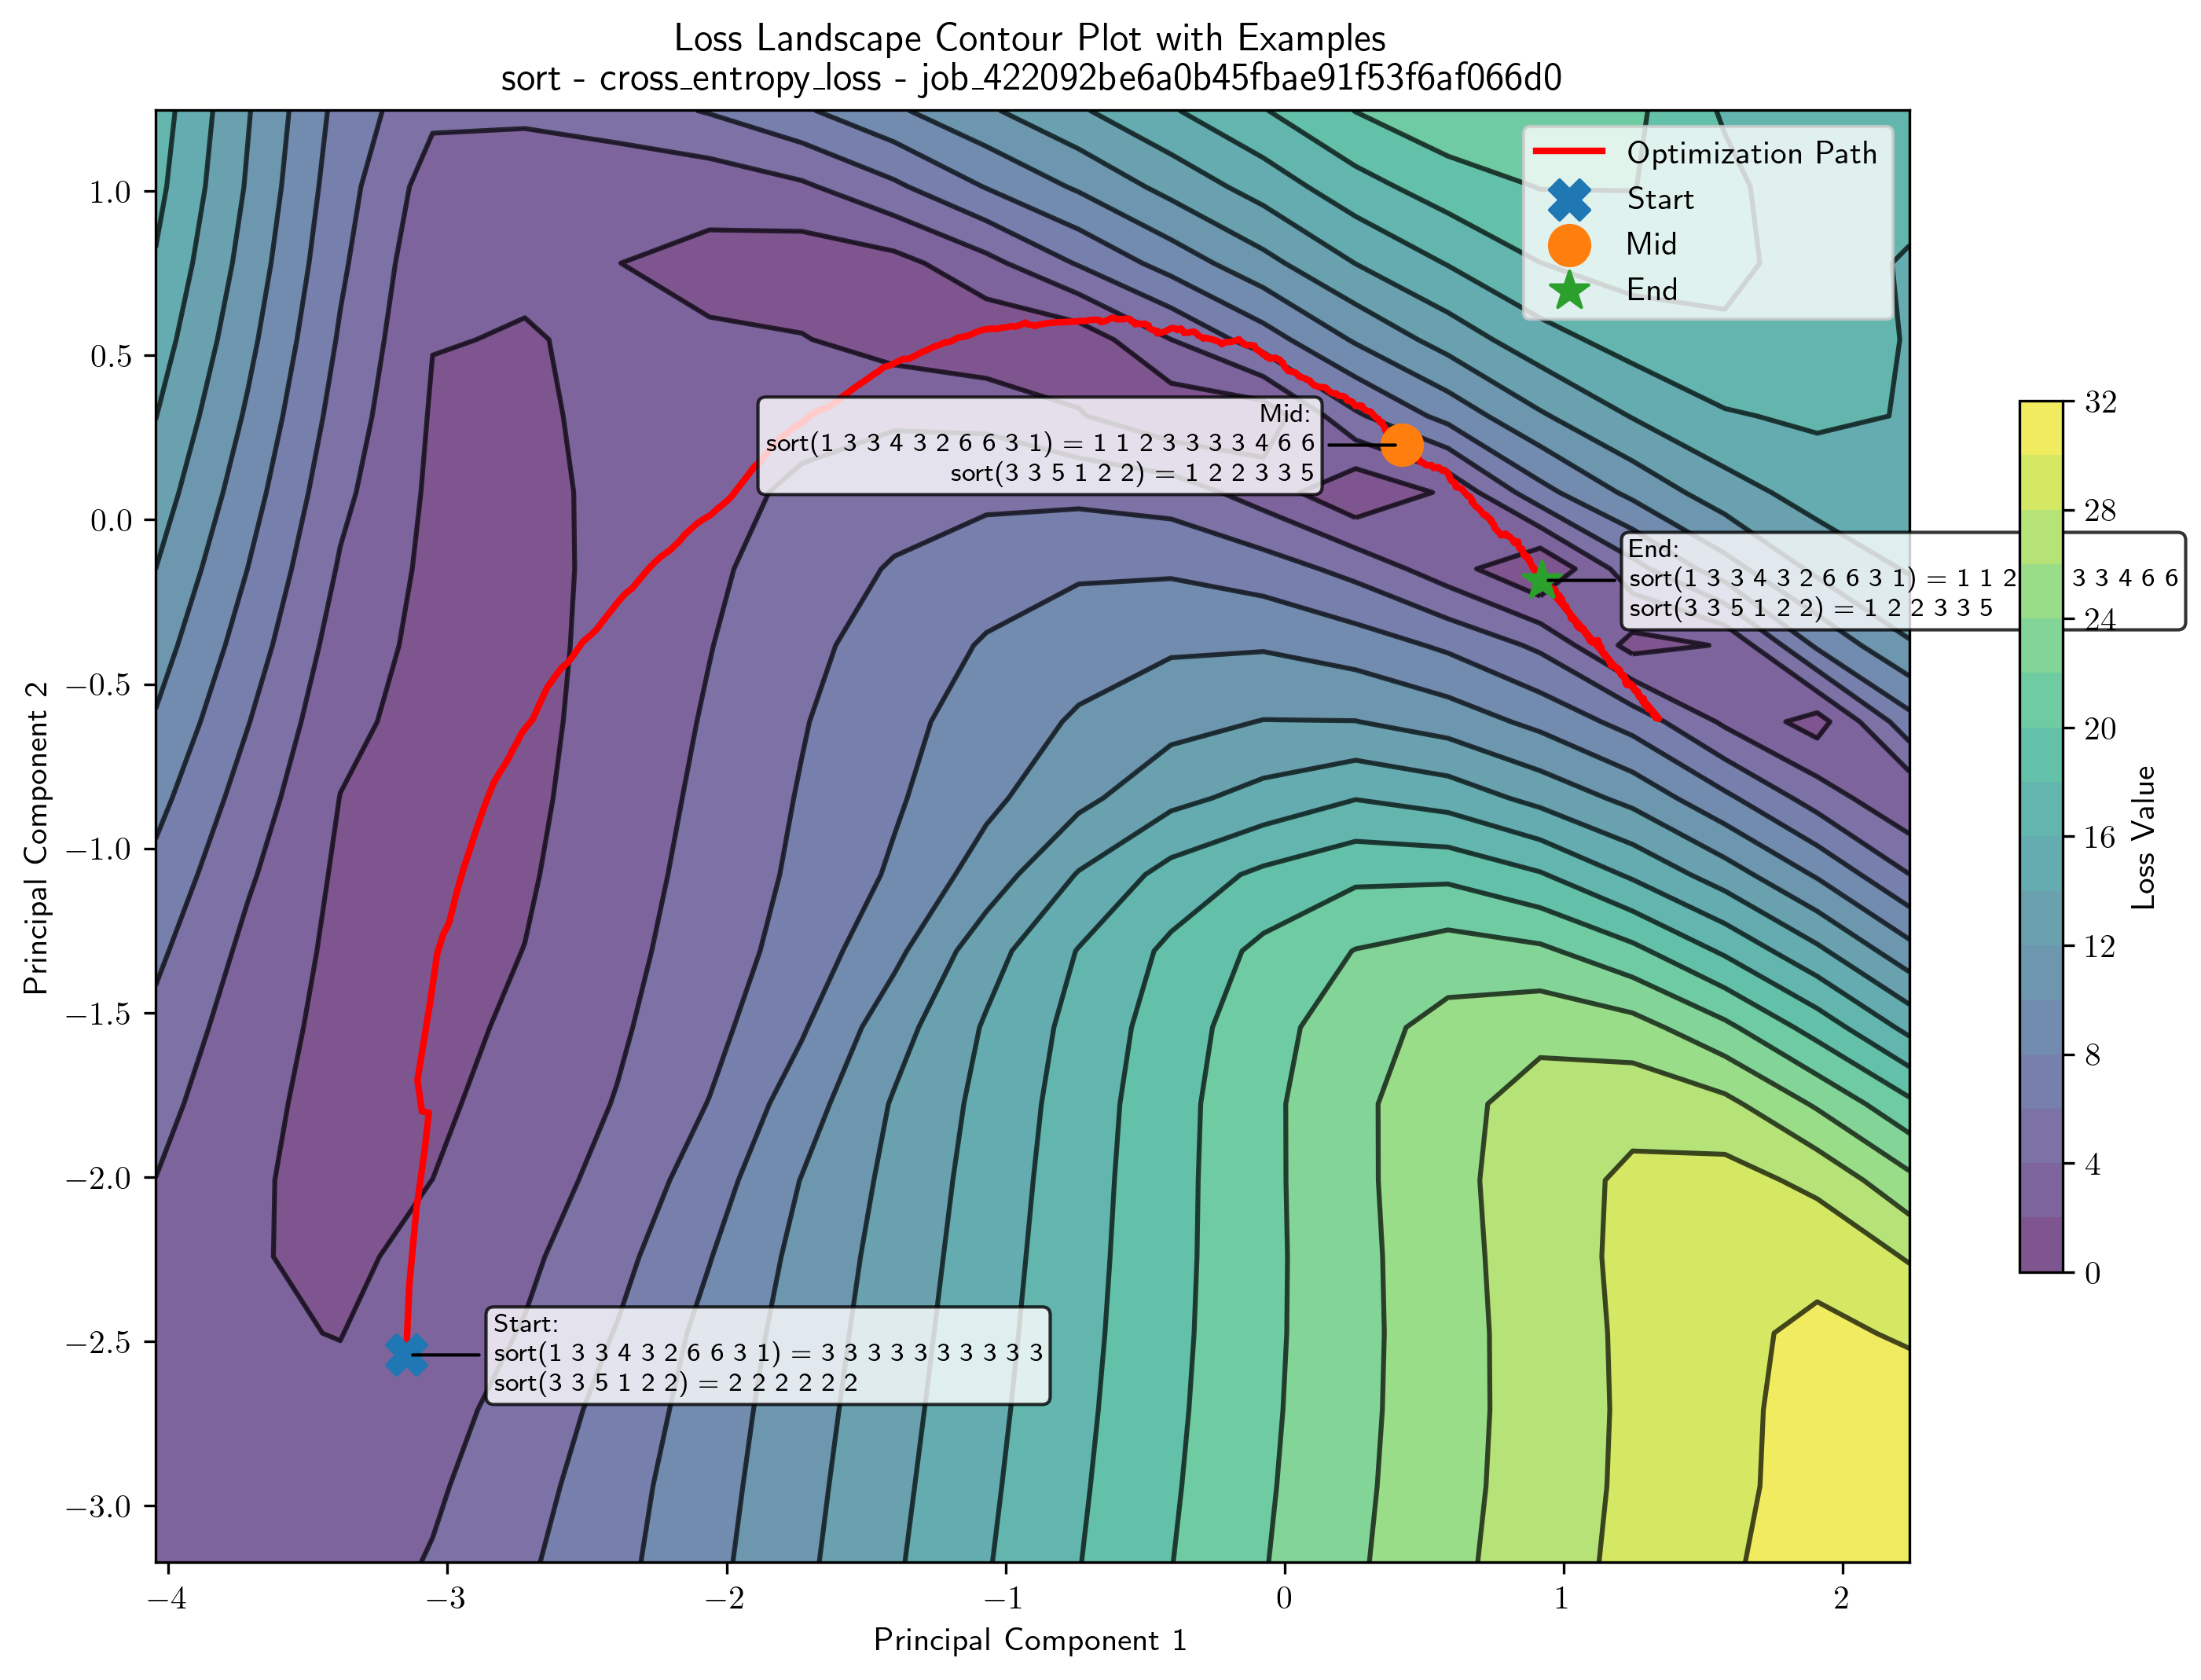 Loss Landscape Contour Plot with Examples
sort - cross_entropy_loss - job_422092be6a0b45fbae91f53f6af066d0
Optimization Path
Start
Mid
End
Mid:
sort(1 3 3 4 3 2 6 6 3 1) = 1 1 2 3 3 3 3 4 6 6
sort(3 3 5 1 2 2) = 1 2 2 3 3 5
End:
sort(1 3 3 4 3 2 6 6 3 1) = 1 1 2 3 3 4 6 6
sort(3 3 5 1 2 2) = 1 2 2 3 3 5
Start:
sort(1 3 3 4 3 2 6 6 3 1) = 3 3 3 3 3 3 3 3 3 3
sort(3 3 5 1 2 2) = 2 2 2 2 2 2
1.0
0.5
0.0
−0.5
−1.0
−1.5
−2.0
−2.5
−3.0
Principal Component 2
−4
−3
−2
−1
0
1
2
Principal Component 1
32
28
24
20
16
12
8
4
0
Loss Value